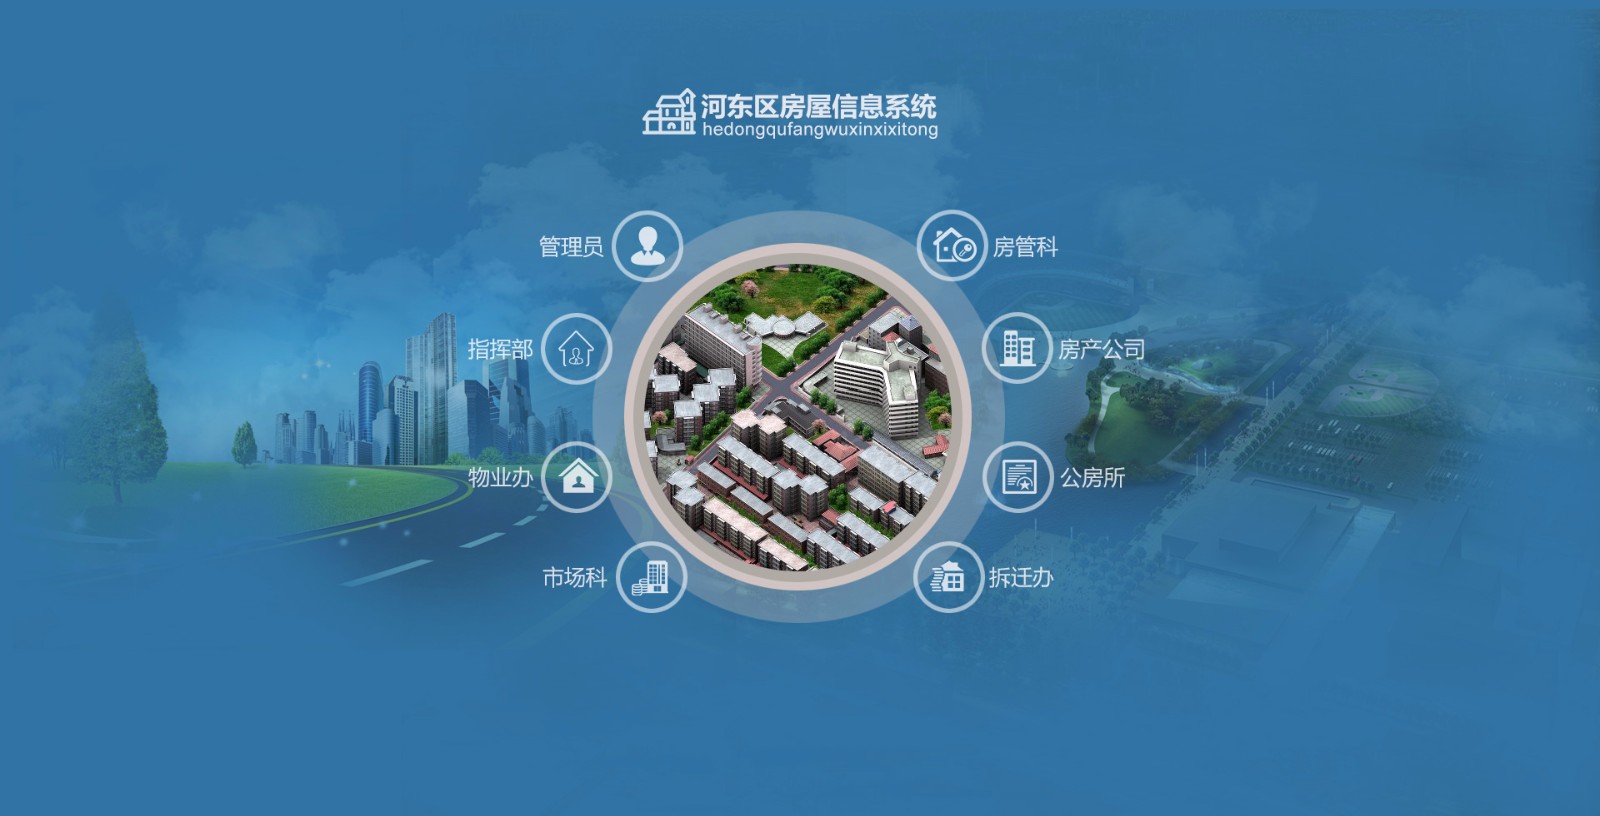 河东区房屋信息系统
hedongqufangwuxinxixitong
管理员
房管科
指挥部
房产公司
物业办
公房所
市场科
拆迁办